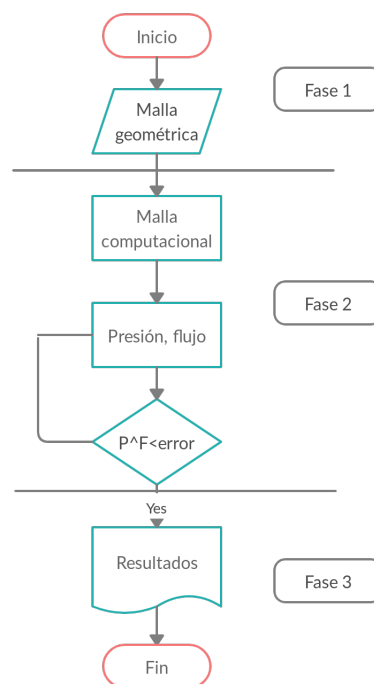 Inicio
Fase 1
Malla
geométrica
Malla
computacional
Fase 2
Presión, flujo
P^F<error
Yes
Resultados
Fase 3
Fin